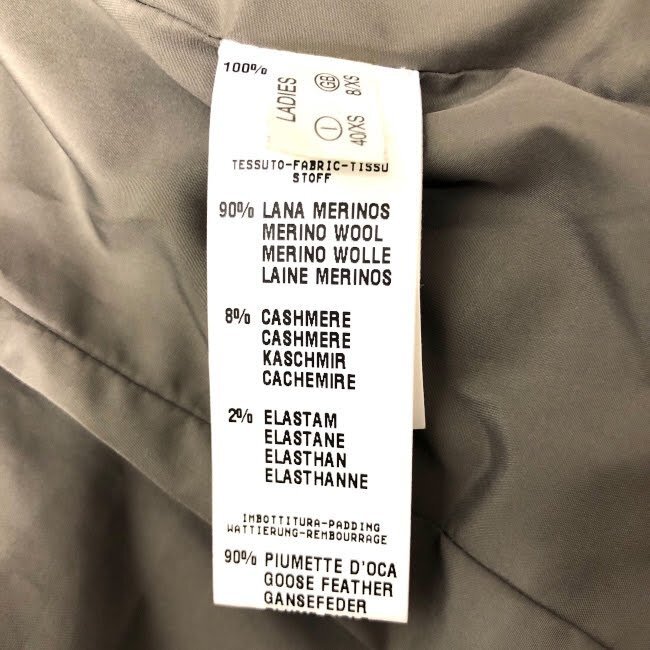 100%
LADIES
GB 8/XS
I 40/XS
TESSUTO-FABRIC-TISSU
STOFF
90% LANA MERINOS
MERINO WOOL
MERINO WOLLE
LAINE MERINOS
8% CASHMERE
CASHMERE
KASCHMIR
CACHEMIRE
2% ELASTAM
ELASTANE
ELASTHAN
ELASTHANNE
IMBOTTITURA-PADDING
WATTIERUNG-REMBOURRAGE
90% PIUMETTE D'OCA
GOOSE FEATHER
GANSEFEDER